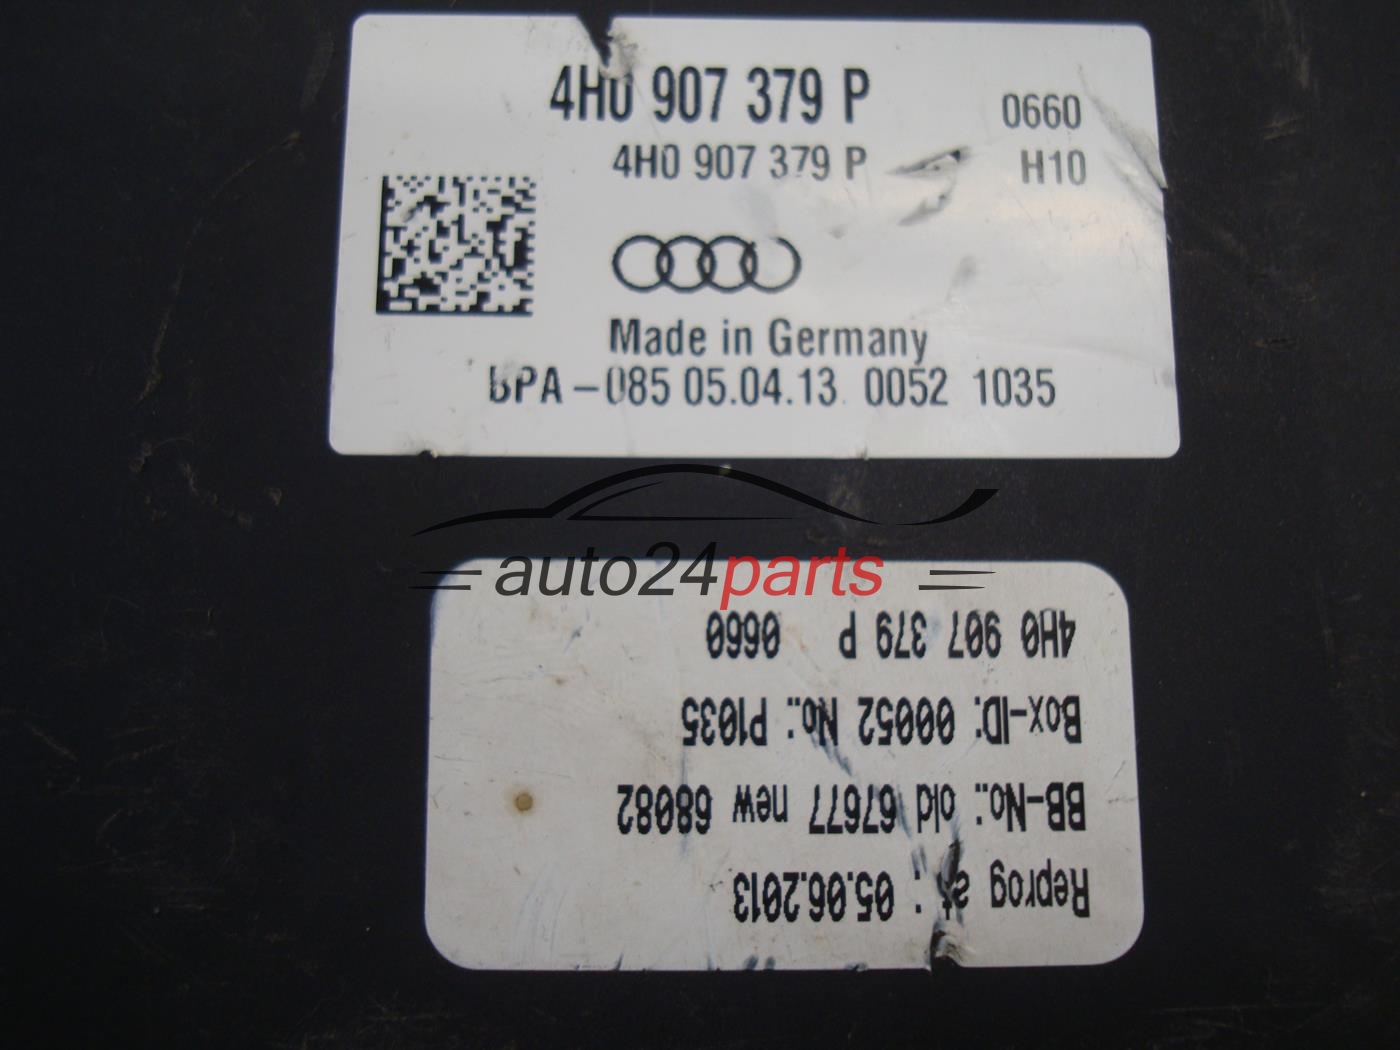 4H0 907 379 P 0660
4H0 907 379 P H10
Made in Germany
BPA-085 05.04.13 0052 1035
auto24parts
4H0 907 379 P 0660
Box-ID: 00052 No.: P1035
BB-No.: old 67677 new 68082
Reprog at : 05.06.2013